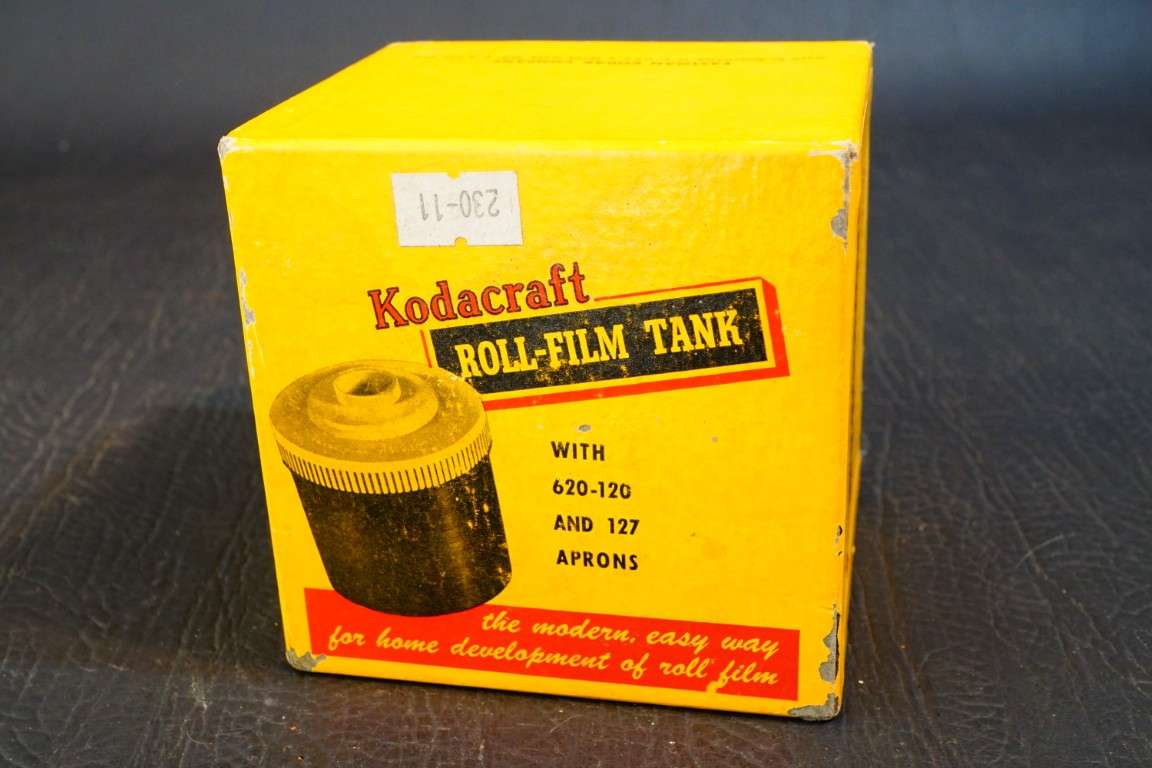 230-11
Kodacraft
ROLL-FILM TANK
WITH
620-120
AND 127
APRONS
the modern, easy way
for home development of roll film